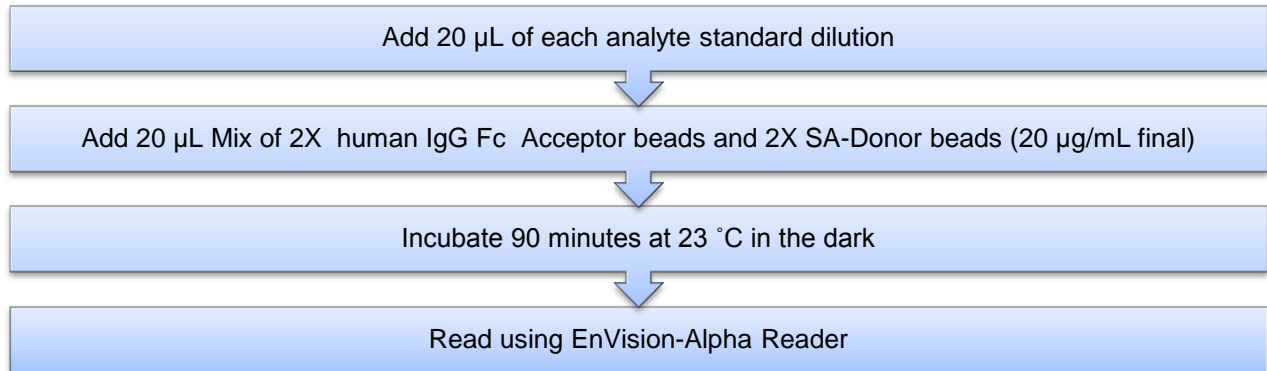 Add 20 µL of each analyte standard dilution
Add 20 µL Mix of 2X human IgG Fc Acceptor beads and 2X SA-Donor beads (20 µg/mL final)
Incubate 90 minutes at 23 ˚C in the dark
Read using EnVision-Alpha Reader